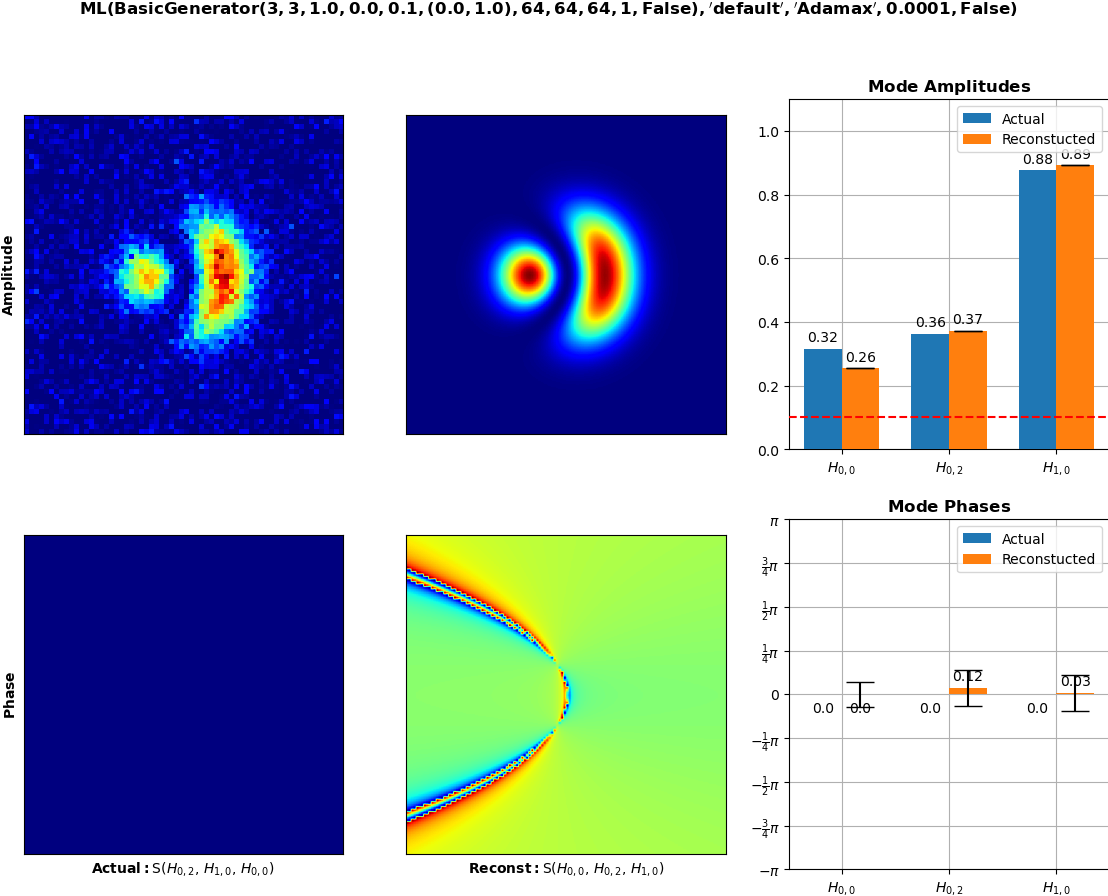 ML(BasicGenerator(3, 3, 1.0, 0.0, 0.1, (0.0, 1.0), 64, 64, 64, 1, False), 'default', 'Adamax', 0.0001, False)
Amplitude
Mode Amplitudes
Actual
Reconstucted
1.0
0.8
0.6
0.4
0.2
0.0
0.32
0.26
0.36
0.37
0.88
0.89
H₀,₀
H₀,₂
H₁,₀
Phase
Actual: S(H₀,₂, H₁,₀, H₀,₀)
Reconst: S(H₀,₀, H₀,₂, H₁,₀)
Mode Phases
Actual
Reconstucted
π
3/4π
1/2π
1/4π
0
−1/4π
−1/2π
−3/4π
−π
0.0
0.0
0.0
0.12
0.0
0.03
H₀,₀
H₀,₂
H₁,₀